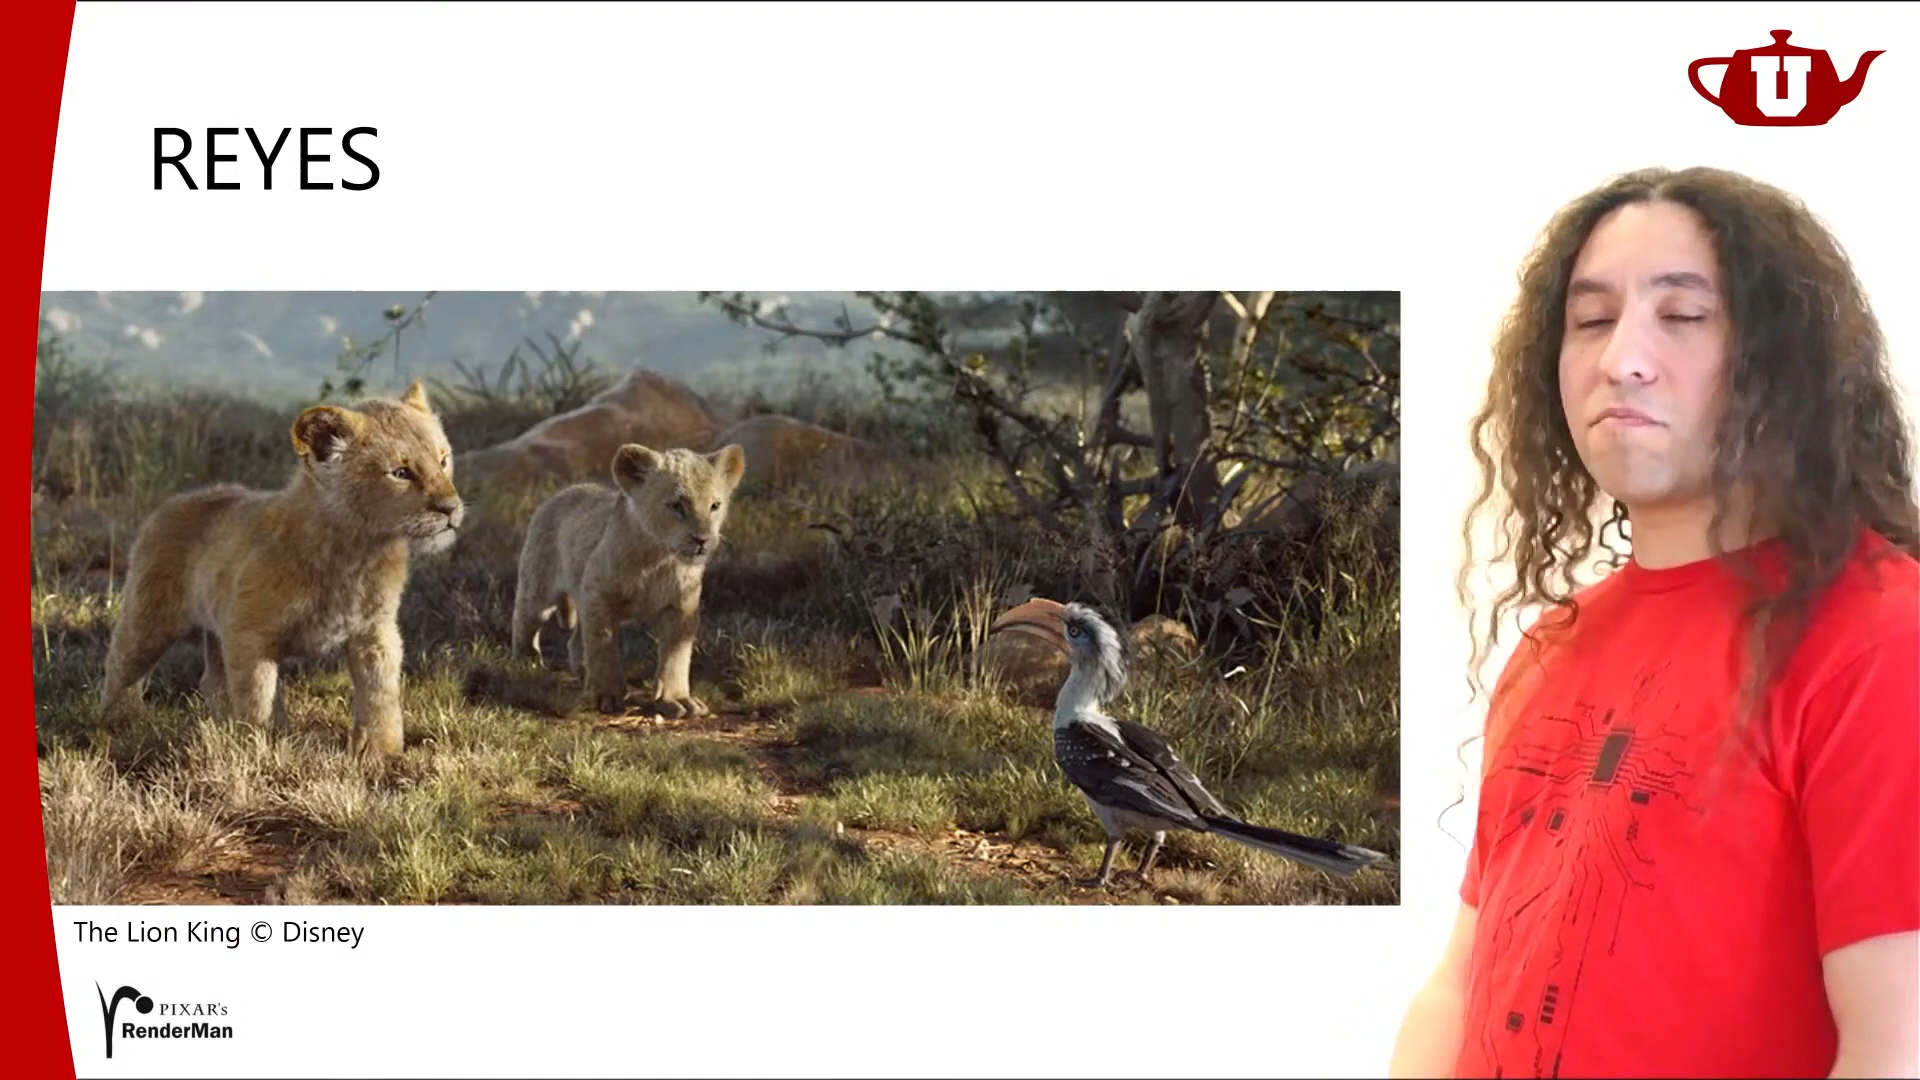 U
REYES
The Lion King © Disney
PIXAR's
RenderMan